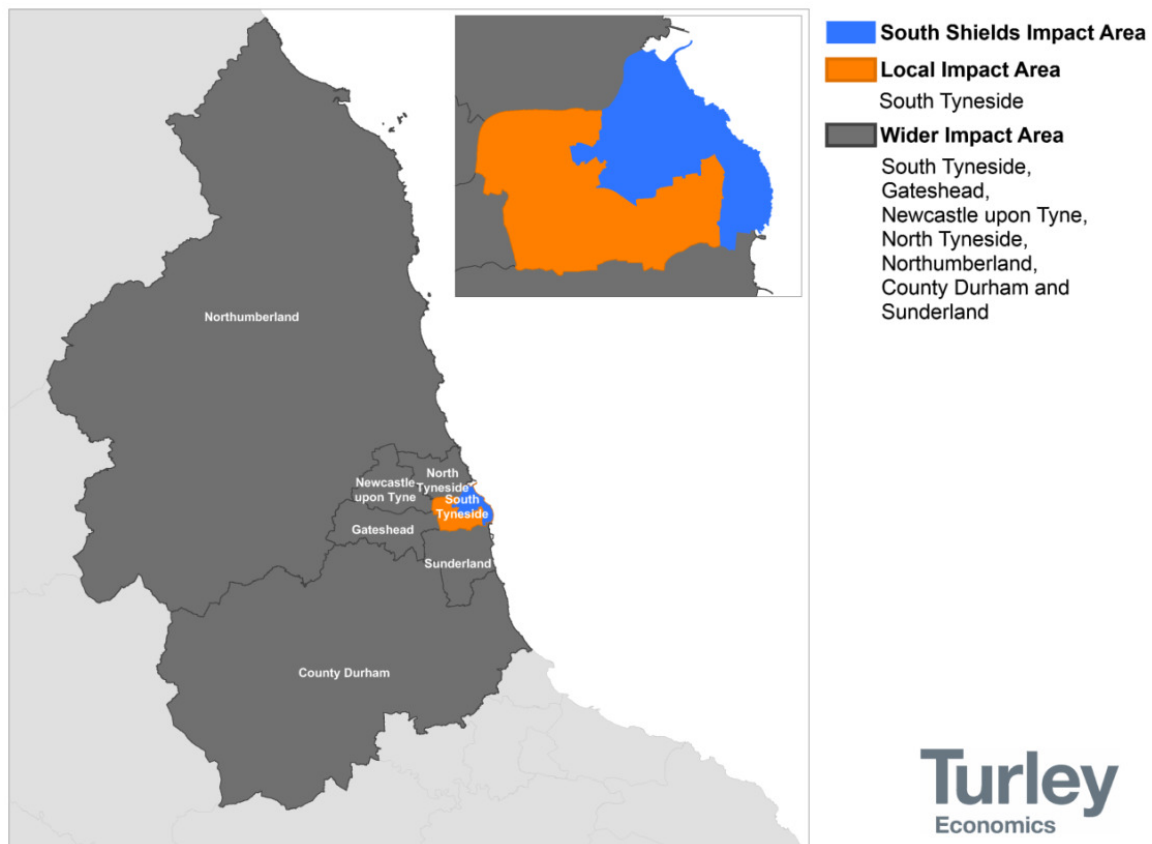 South Shields Impact Area
Local Impact Area
South Tyneside
Wider Impact Area
South Tyneside,
Gateshead,
Newcastle upon Tyne,
North Tyneside,
Northumberland,
County Durham and
Sunderland
Northumberland
North
Tyneside
Newcastle
upon Tyne
South
Tyneside
Gateshead
Sunderland
County Durham
Turley
Economics